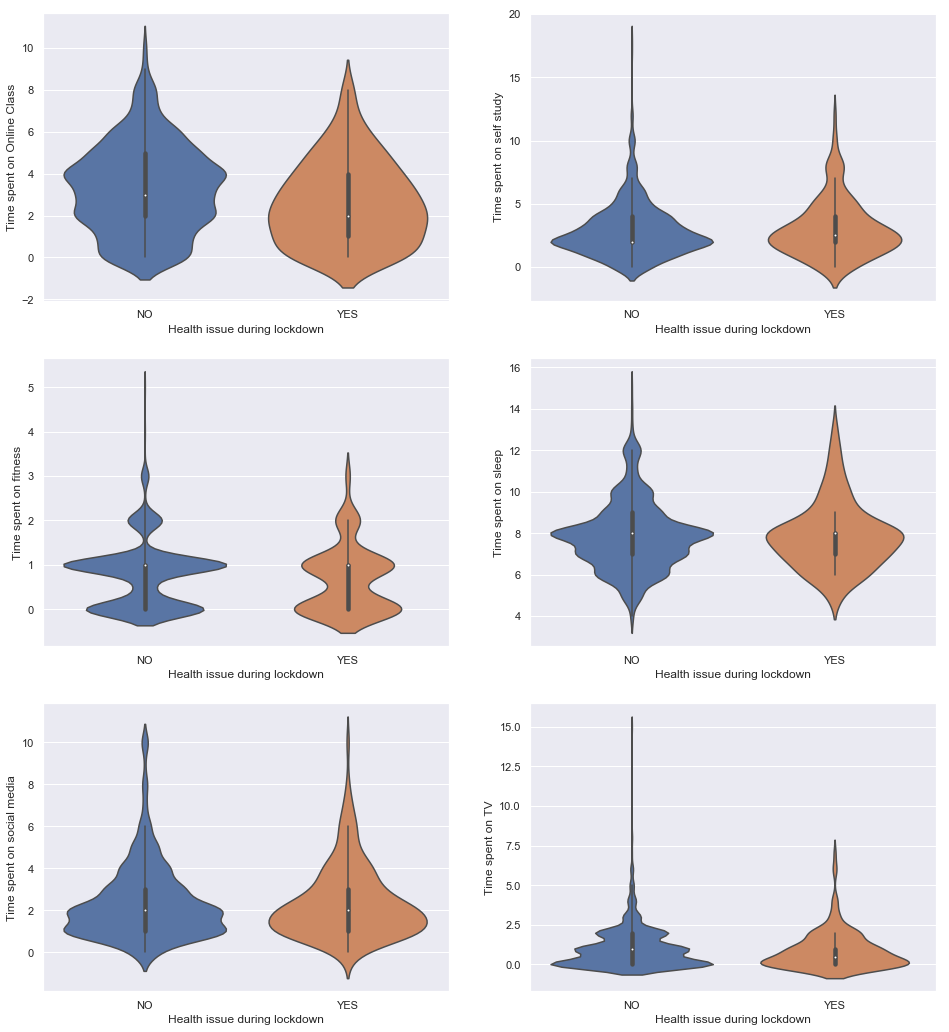 Time spent on Online Class
10
8
6
4
2
0
−2
NO
YES
Health issue during lockdown
Time spent on self study
20
15
10
5
0
NO
YES
Health issue during lockdown
Time spent on fitness
5
4
3
2
1
0
NO
YES
Health issue during lockdown
Time spent on sleep
16
14
12
10
8
6
4
NO
YES
Health issue during lockdown
Time spent on social media
10
8
6
4
2
0
NO
YES
Health issue during lockdown
Time spent on TV
15.0
12.5
10.0
7.5
5.0
2.5
0.0
NO
YES
Health issue during lockdown